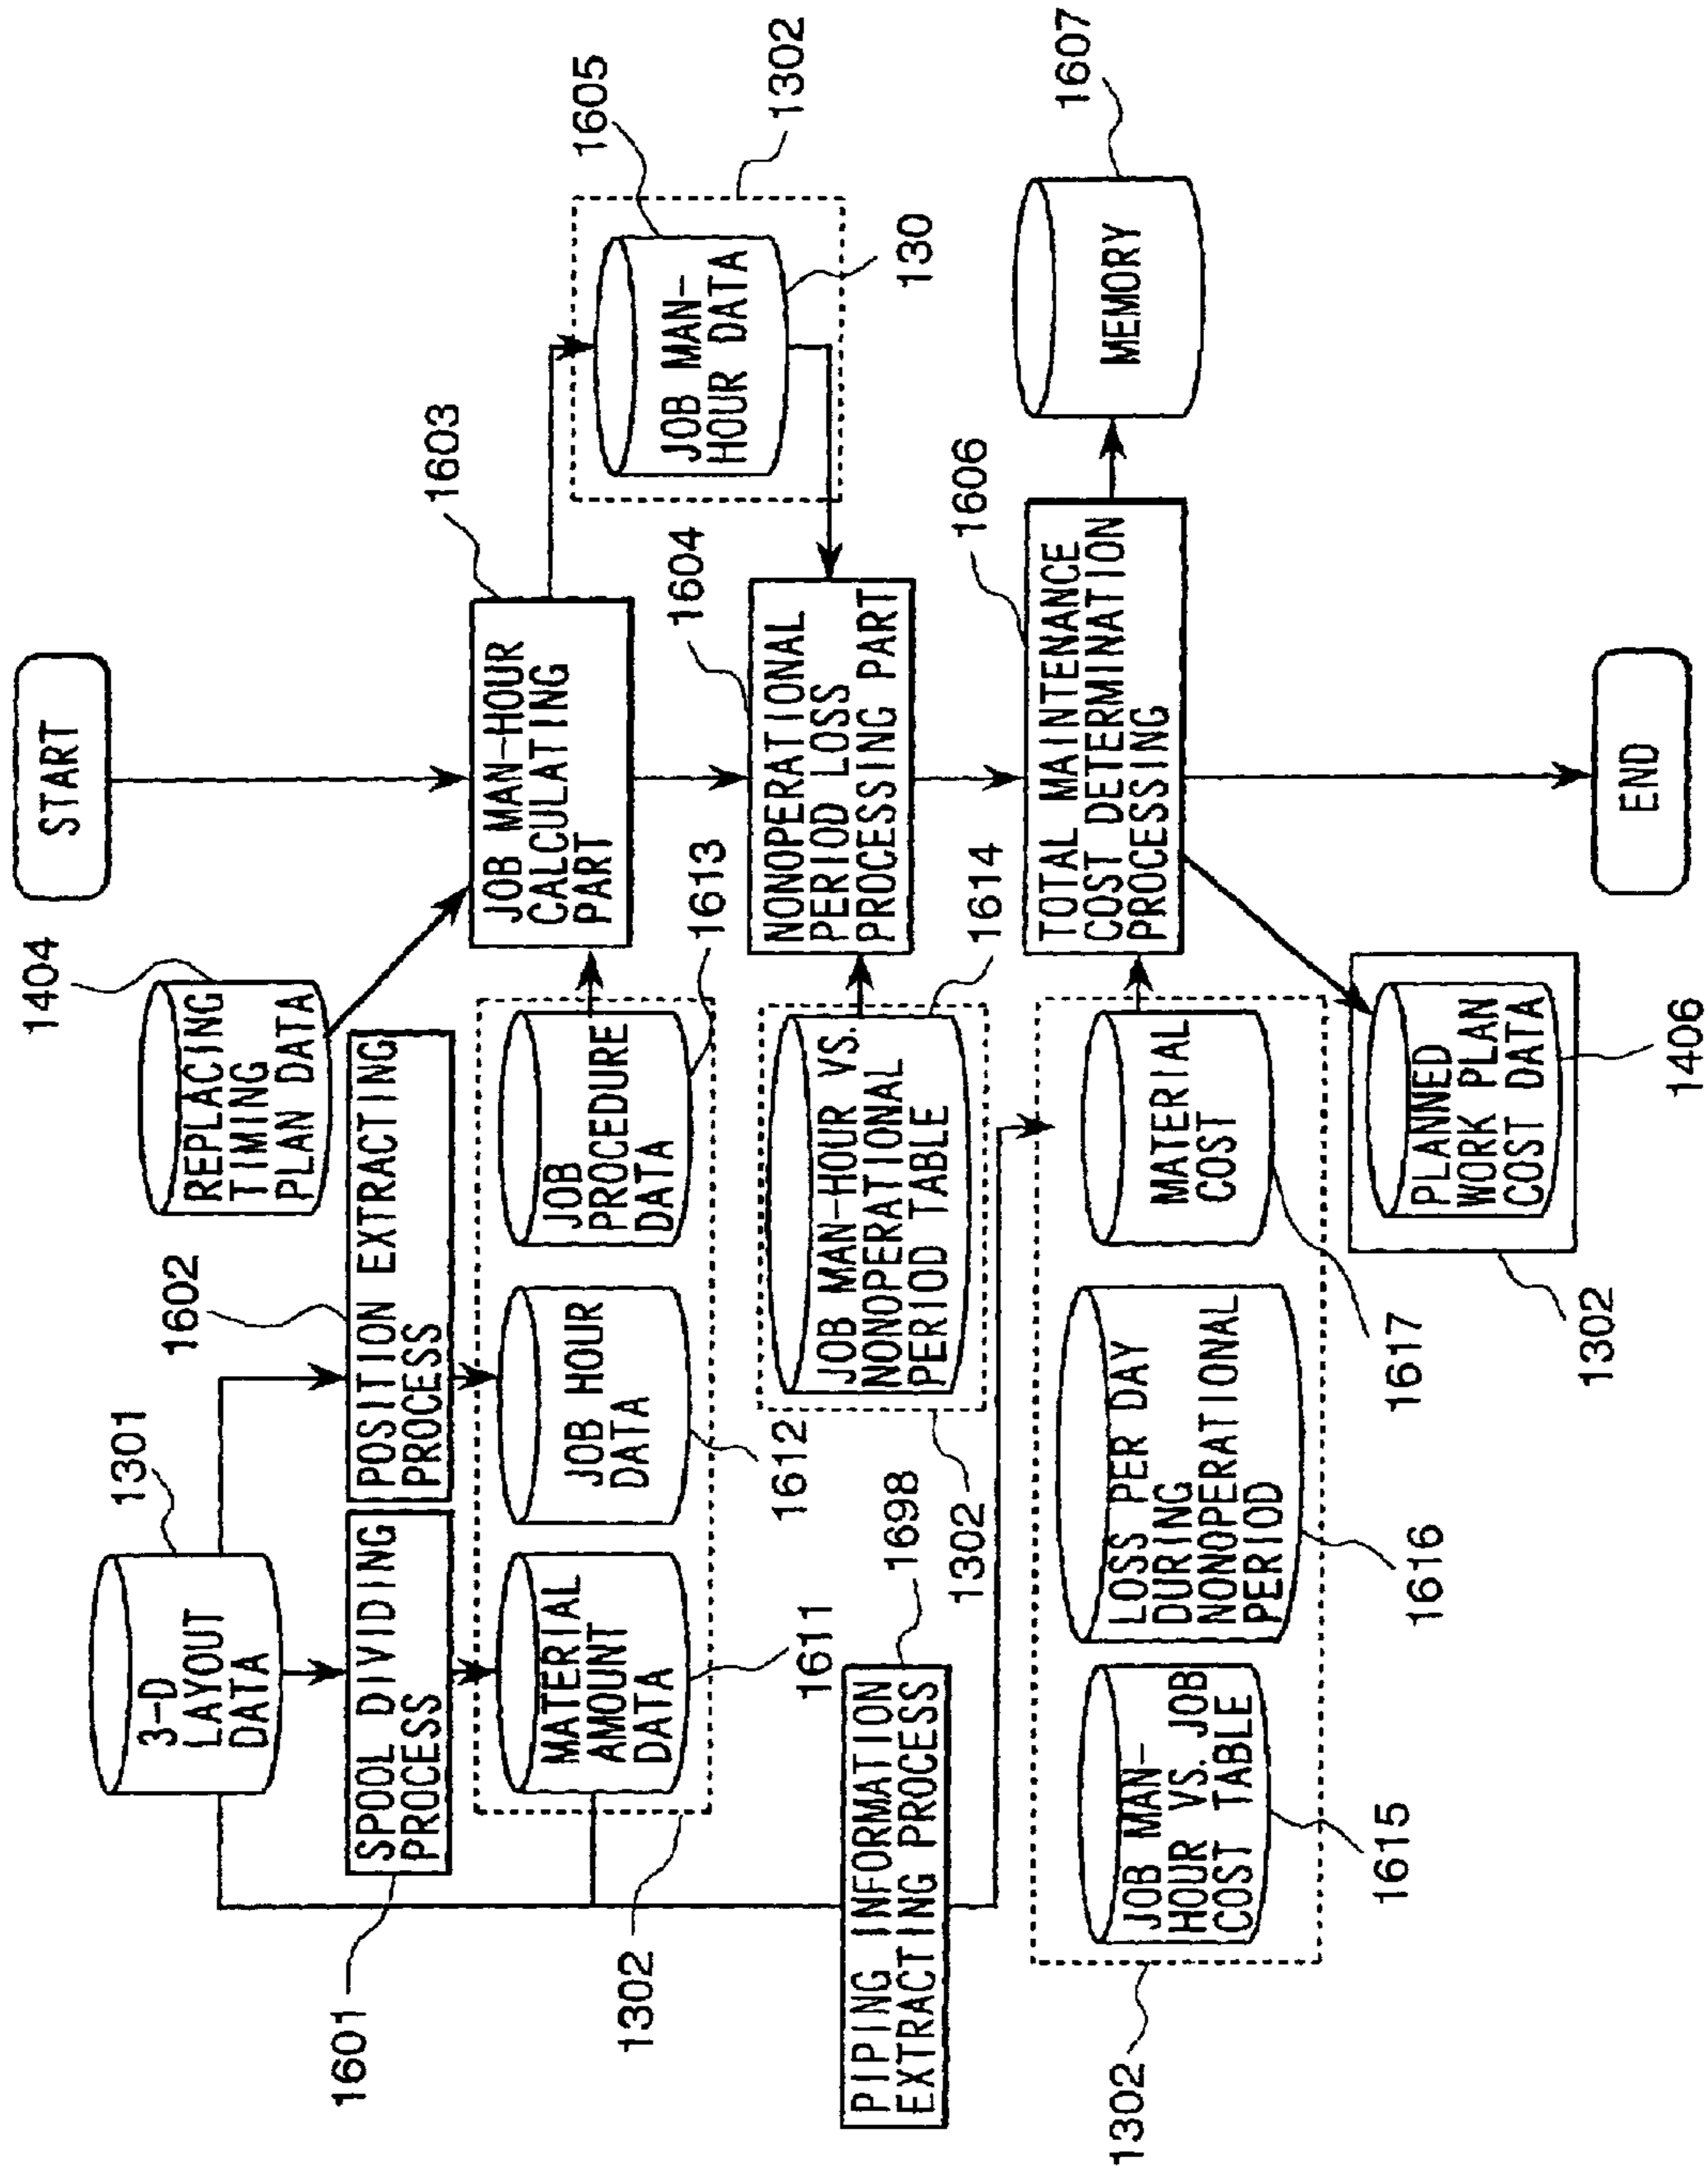 START
1404
REPLACING
TIMING
PLAN DATA
1301
3-D
LAYOUT
DATA
1602
POSITION EXTRACTING
PROCESS
SPOOL DIVIDING
PROCESS
1601
1603
JOB MAN-HOUR
CALCULATING
PART
1605
JOB MAN-
HOUR DATA
1302
130
MATERIAL
AMOUNT
DATA
1611
JOB HOUR
DATA
1612
JOB
PROCEDURE
DATA
1613
1302
1604
NONOPERATIONAL
PERIOD LOSS
PROCESSING PART
JOB MAN-HOUR VS.
NONOPERATIONAL
PERIOD TABLE
1614
1302
PIPING INFORMATION
EXTRACTING PROCESS
1698
1606
TOTAL MAINTENANCE
COST DETERMINATION
PROCESSING
MEMORY
1607
JOB MAN-
HOUR VS. JOB
COST TABLE
1615
LOSS PER DAY
DURING
NONOPERATIONAL
PERIOD
1616
MATERIAL
COST
1617
1302
PLANNED
WORK PLAN
COST DATA
1406
1302
END